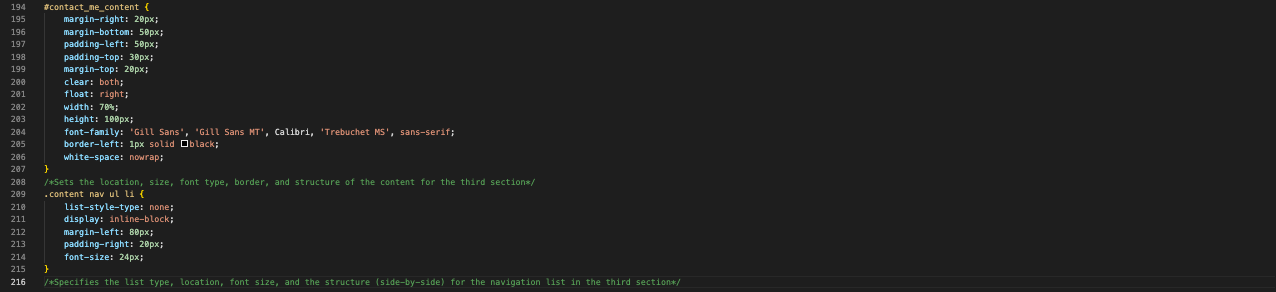 194 #contact_me_content {
195 margin-right: 20px;
196 margin-bottom: 50px;
197 padding-left: 50px;
198 padding-top: 30px;
199 margin-top: 20px;
200 clear: both;
201 float: right;
202 width: 70%;
203 height: 100px;
204 font-family: 'Gill Sans', 'Gill Sans MT', Calibri, 'Trebuchet MS', sans-serif;
205 border-left: 1px solid black;
206 white-space: nowrap;
207 }
208 /*Sets the location, size, font type, border, and structure of the content for the third section*/
209 .content nav ul li {
210 list-style-type: none;
211 display: inline-block;
212 margin-left: 80px;
213 padding-right: 20px;
214 font-size: 24px;
215 }
216 /*Specifies the list type, location, font size, and the structure (side-by-side) for the navigation list in the third section*/